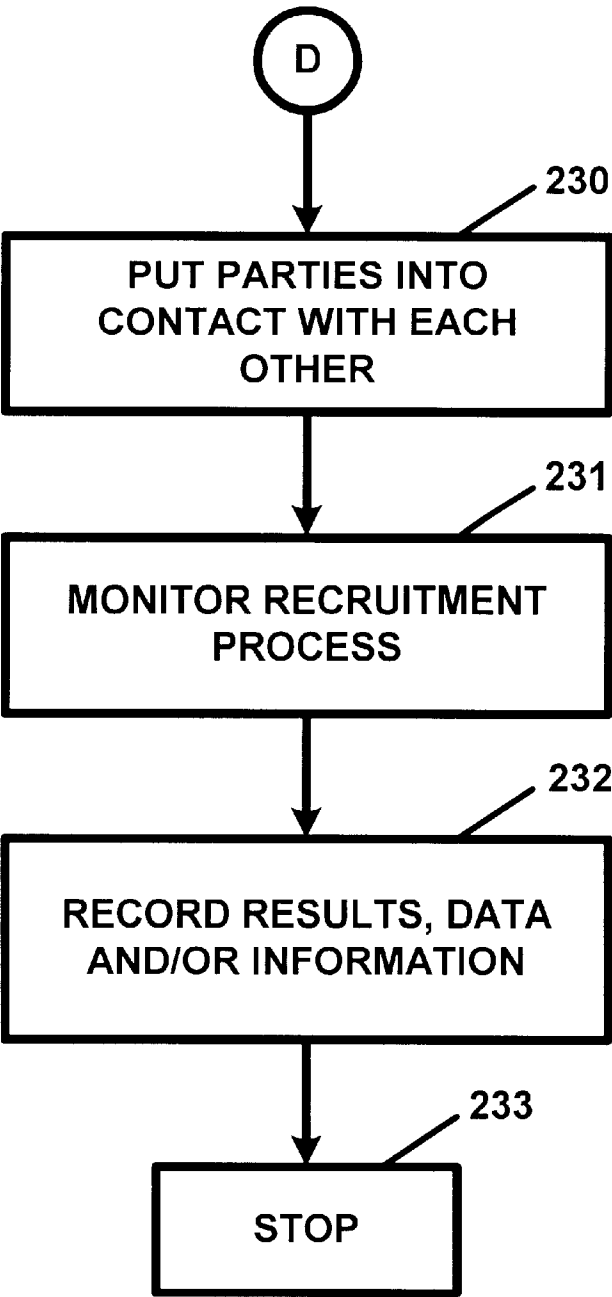 D
230
PUT PARTIES INTO
CONTACT WITH EACH
OTHER
231
MONITOR RECRUITMENT
PROCESS
232
RECORD RESULTS, DATA
AND/OR INFORMATION
233
STOP